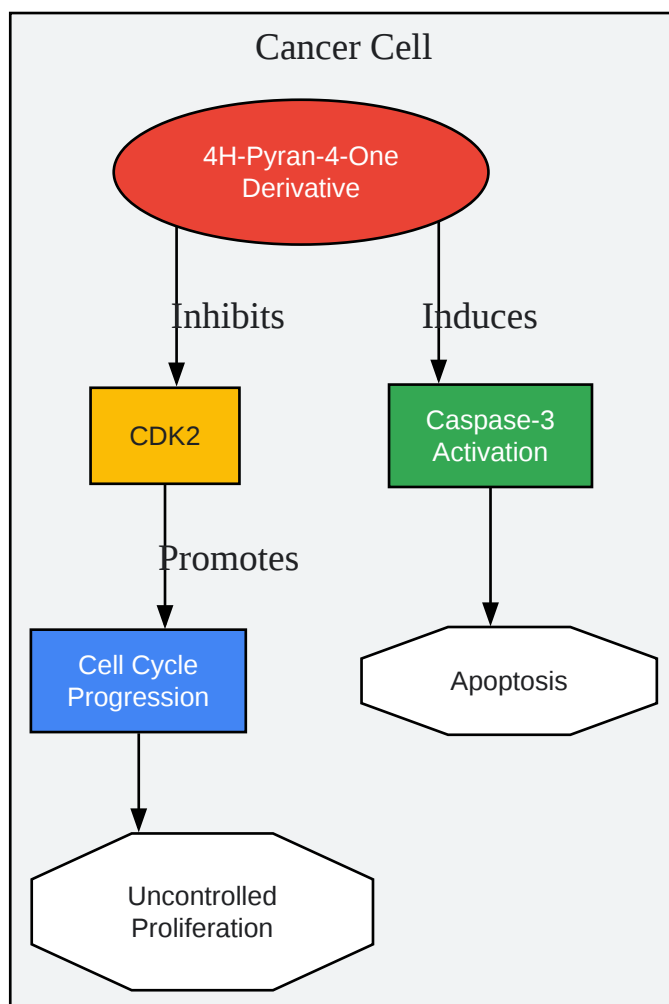 Cancer Cell
4H-Pyran-4-One
Derivative
Inhibits
Induces
CDK2
Caspase-3
Activation
Promotes
Cell Cycle
Progression
Apoptosis
Uncontrolled
Proliferation